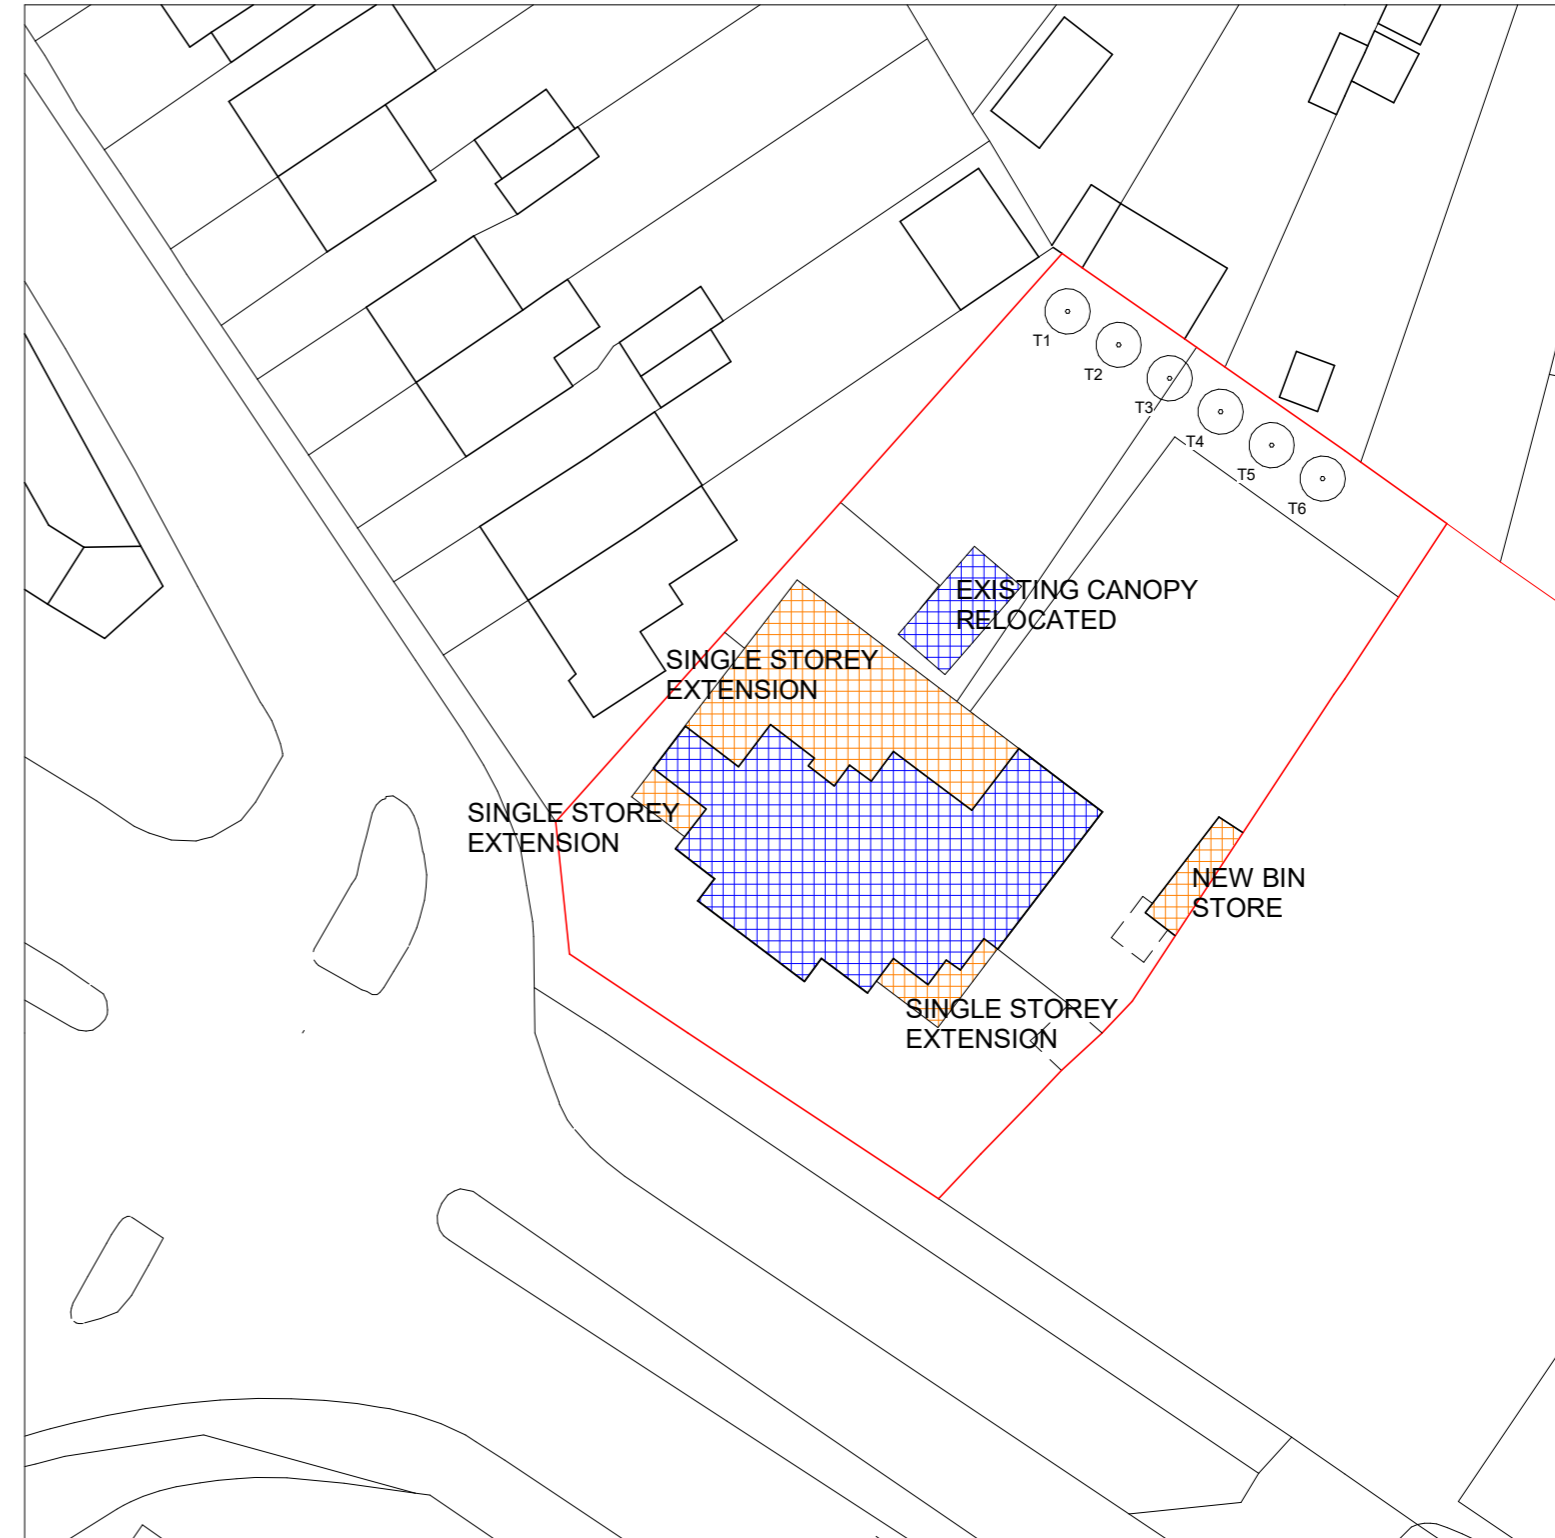 T1
T2
T3
T4
T5
T6
EXISTING CANOPY
RELOCATED
SINGLE STOREY
EXTENSION
SINGLE STOREY
EXTENSION
NEW BIN
STORE
SINGLE STOREY
EXTENSION